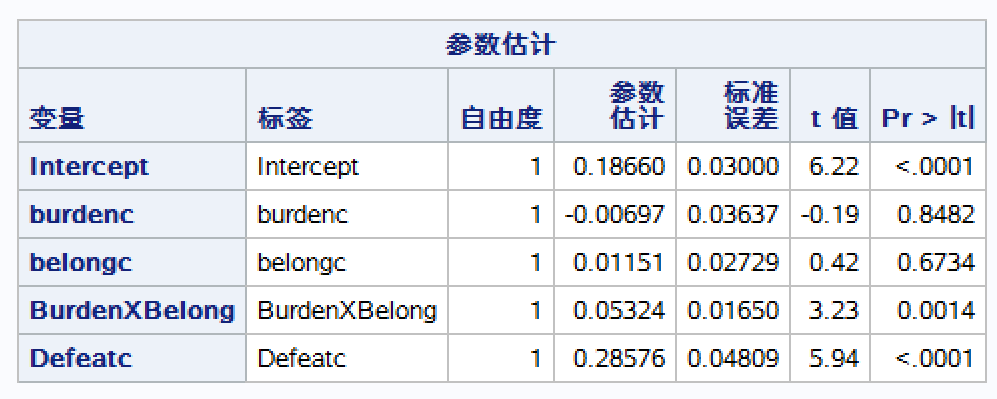 参数估计
变量 标签 自由度 参数估计 标准误差 t 值 Pr > |t|
Intercept Intercept 1 0.18660 0.03000 6.22 <.0001
burdenc burdenc 1 -0.00697 0.03637 -0.19 0.8482
belongc belongc 1 0.01151 0.02729 0.42 0.6734
BurdenXBelong BurdenXBelong 1 0.05324 0.01650 3.23 0.0014
Defeatc Defeatc 1 0.28576 0.04809 5.94 <.0001